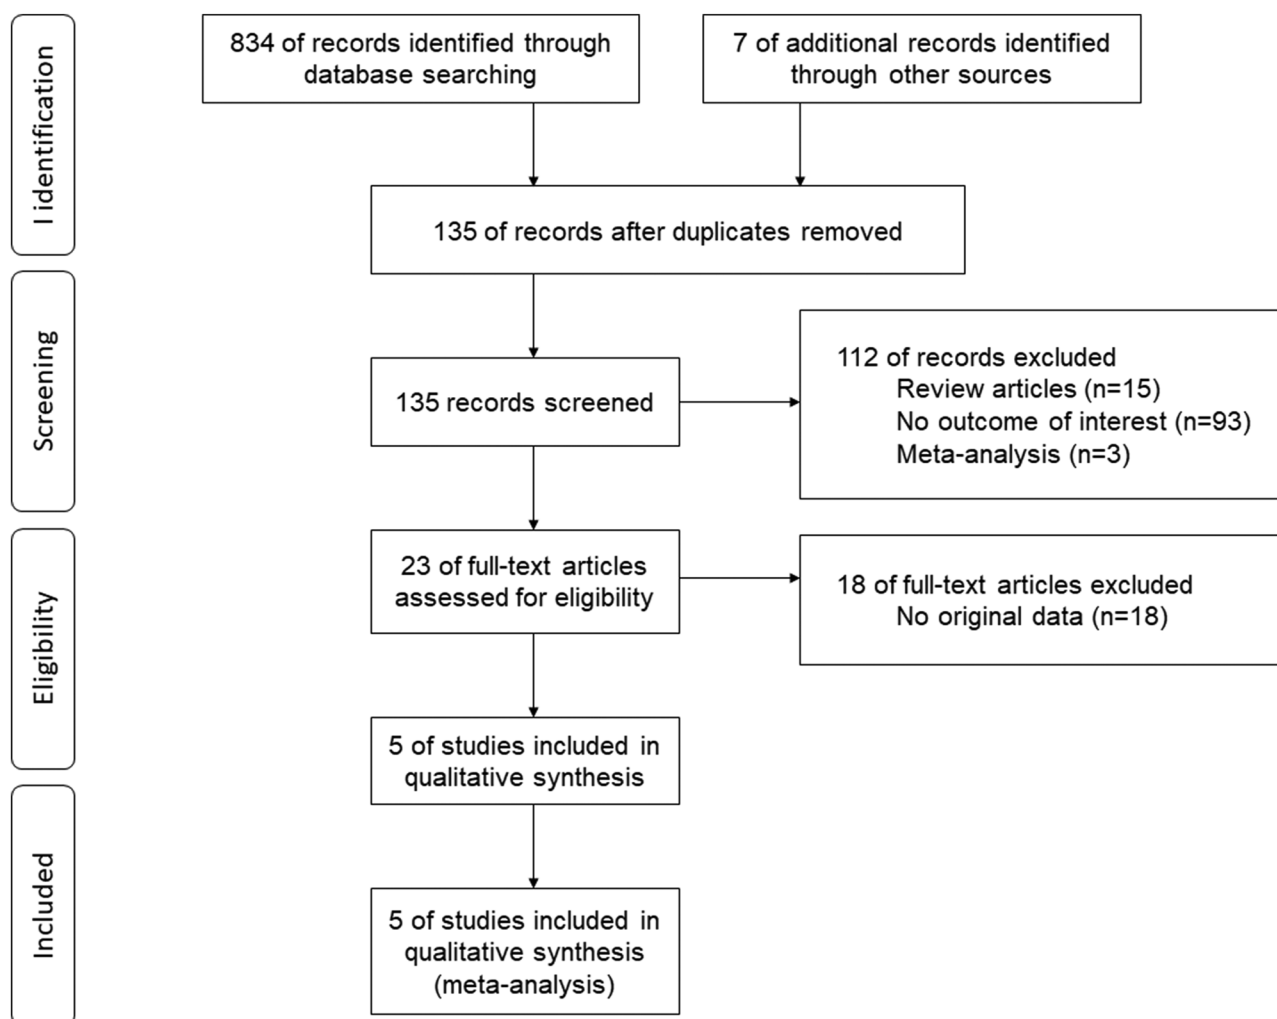 I identification
834 of records identified through
database searching
7 of additional records identified
through other sources
135 of records after duplicates removed
Screening
135 records screened
112 of records excluded
Review articles (n=15)
No outcome of interest (n=93)
Meta-analysis (n=3)
Eligibility
23 of full-text articles
assessed for eligibility
18 of full-text articles excluded
No original data (n=18)
5 of studies included in
qualitative synthesis
Included
5 of studies included in
qualitative synthesis
(meta-analysis)